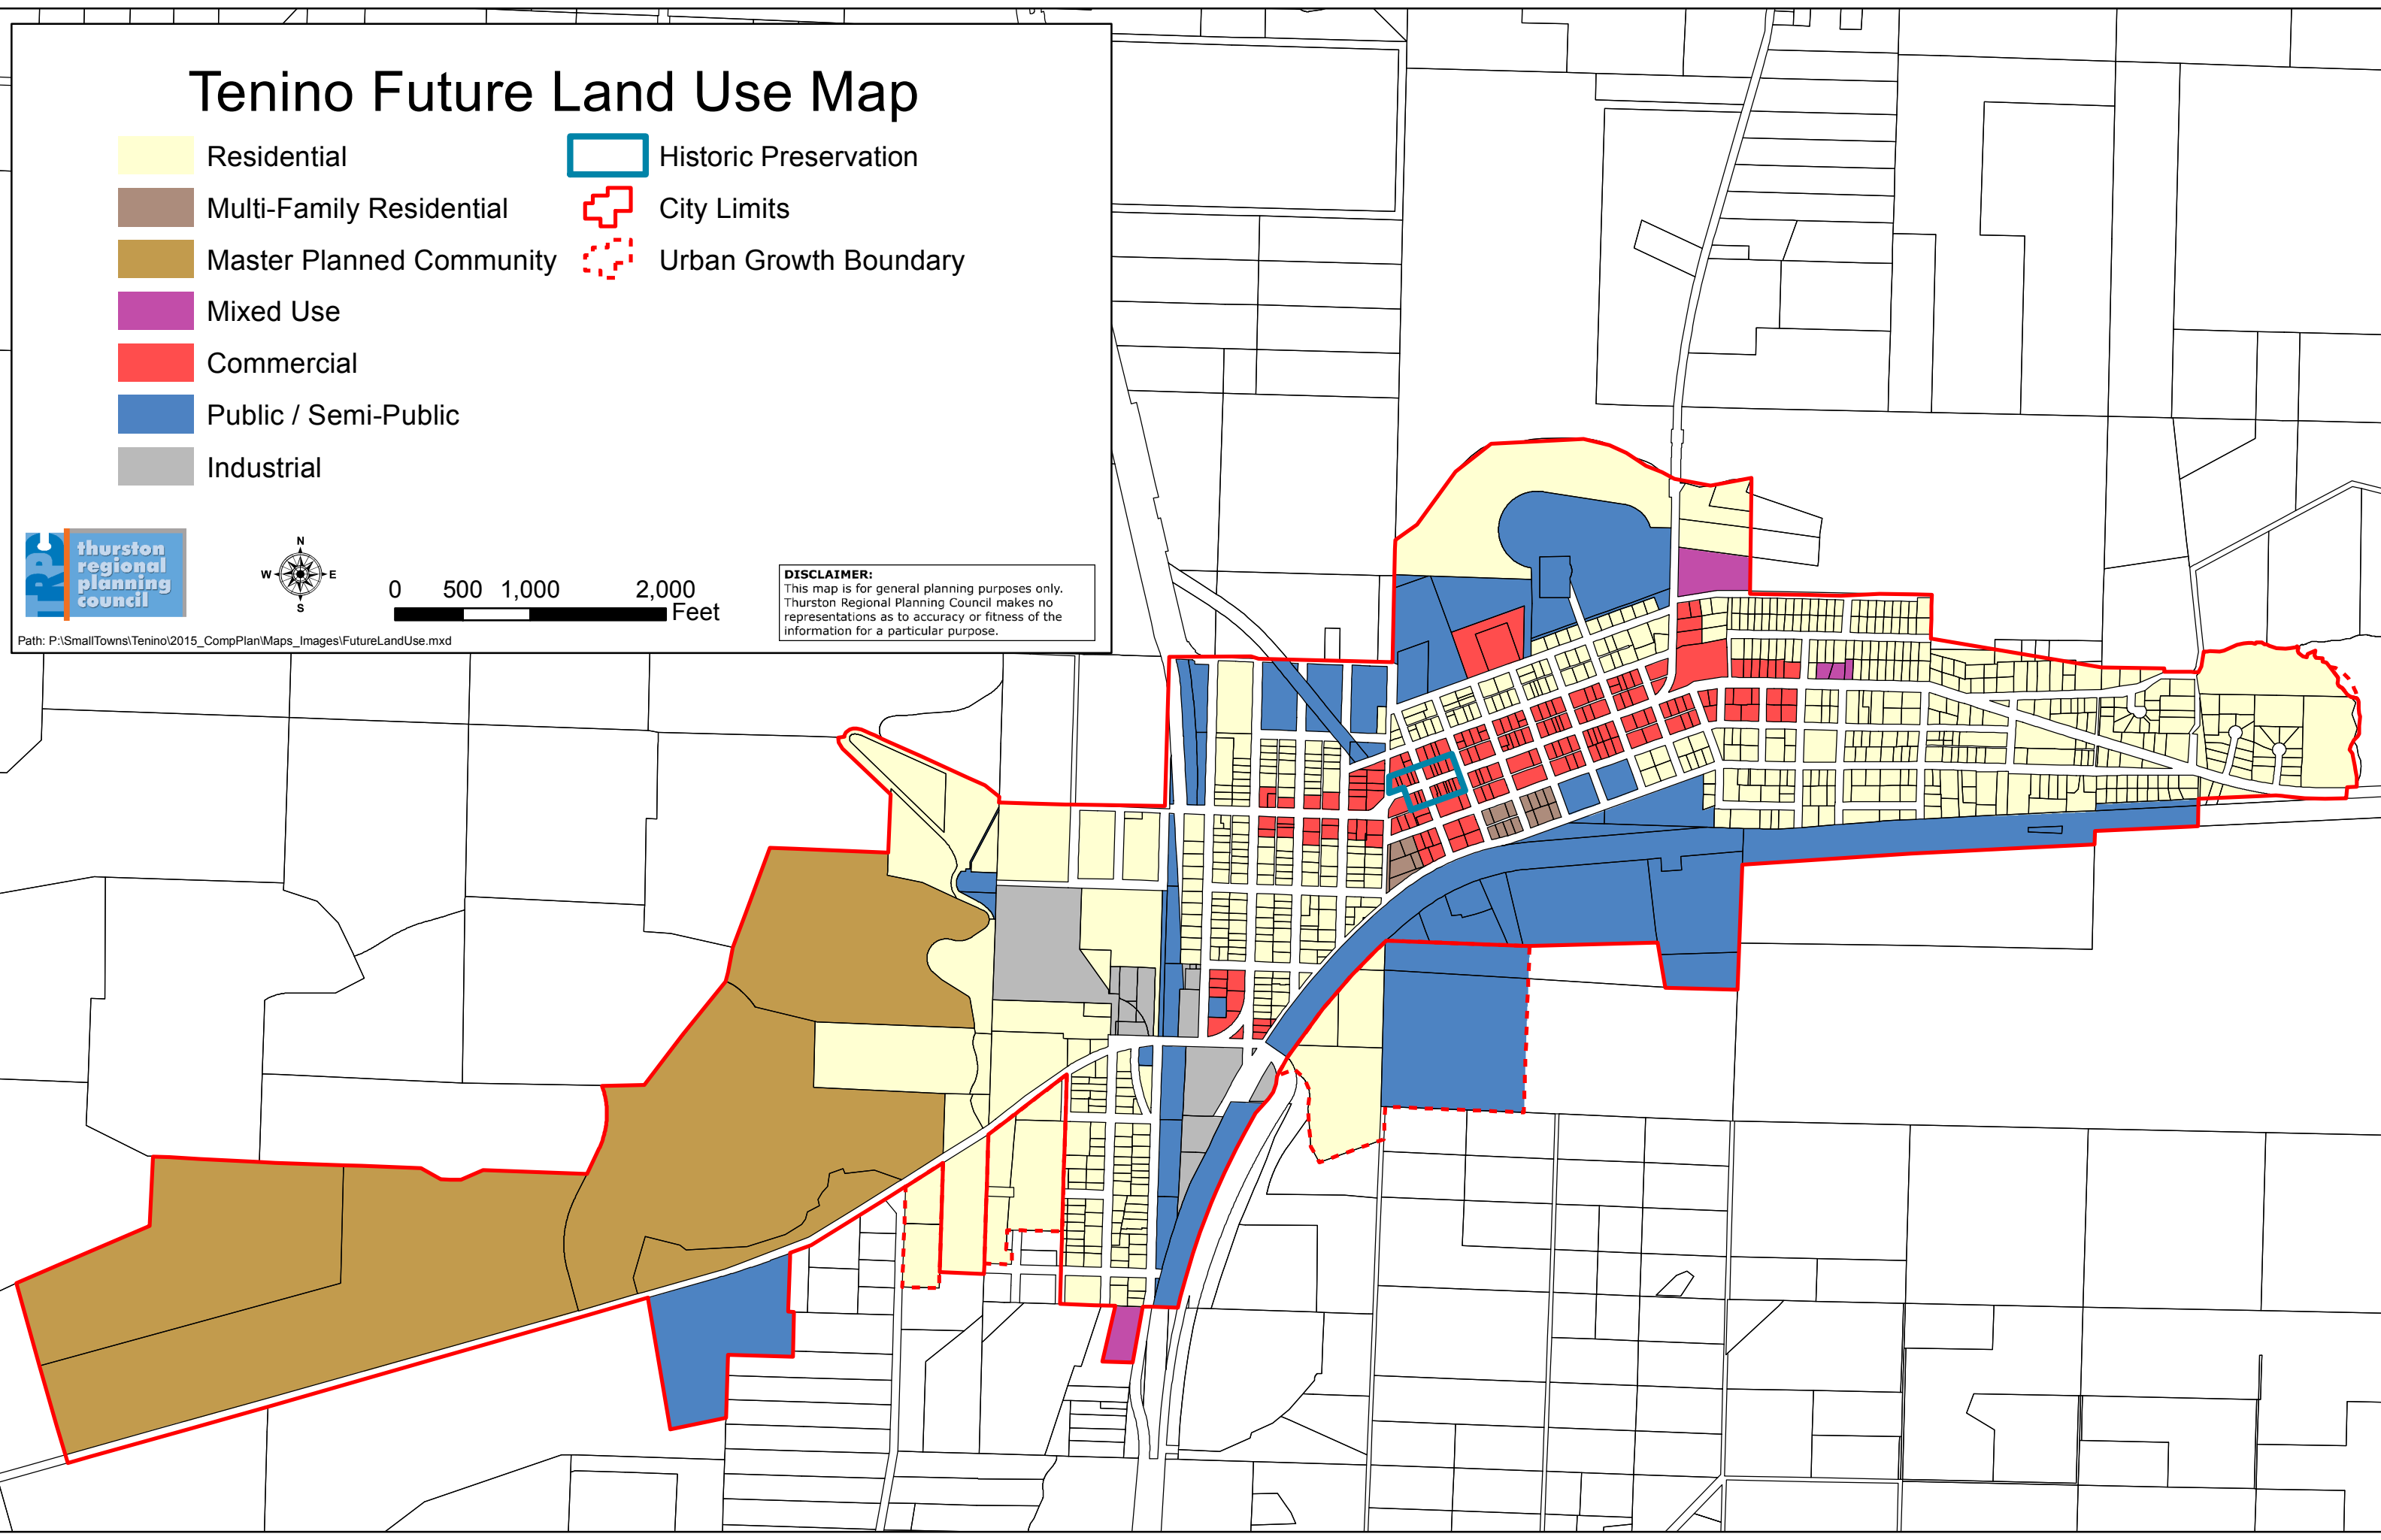 Tenino Future Land Use Map
Residential
Multi-Family Residential
Master Planned Community
Mixed Use
Commercial
Public / Semi-Public
Industrial
Historic Preservation
City Limits
Urban Growth Boundary
TRPC
thurston
regional
planning
council
N
W E
S
0 500 1,000 2,000
Feet
DISCLAIMER:
This map is for general planning purposes only.
Thurston Regional Planning Council makes no
representations as to accuracy or fitness of the
information for a particular purpose.
Path: P:\SmallTowns\Tenino\2015_CompPlan\Maps_Images\FutureLandUse.mxd